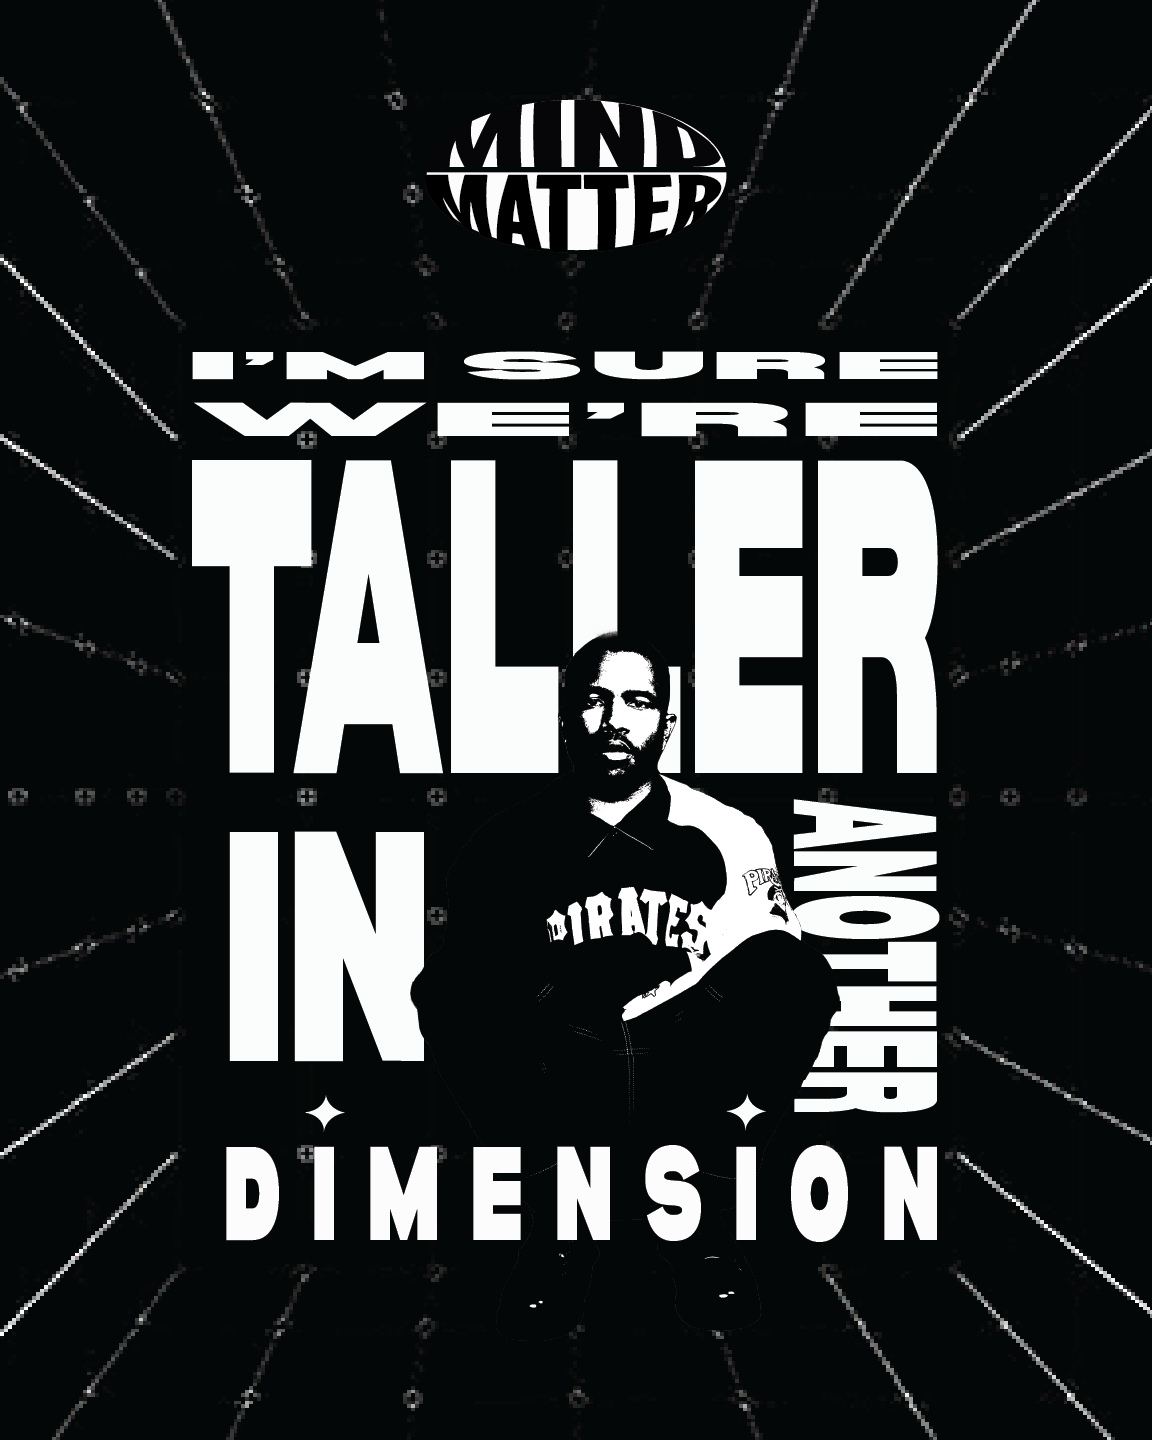 MIND
MATTER
I'M SURE
WE'RE
TALLER
IN
ANOTHER
PIRATES
DIMENSION